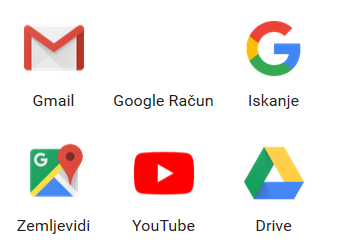 Gmail Google Račun Iskanje
G
Zemljevidi YouTube Drive